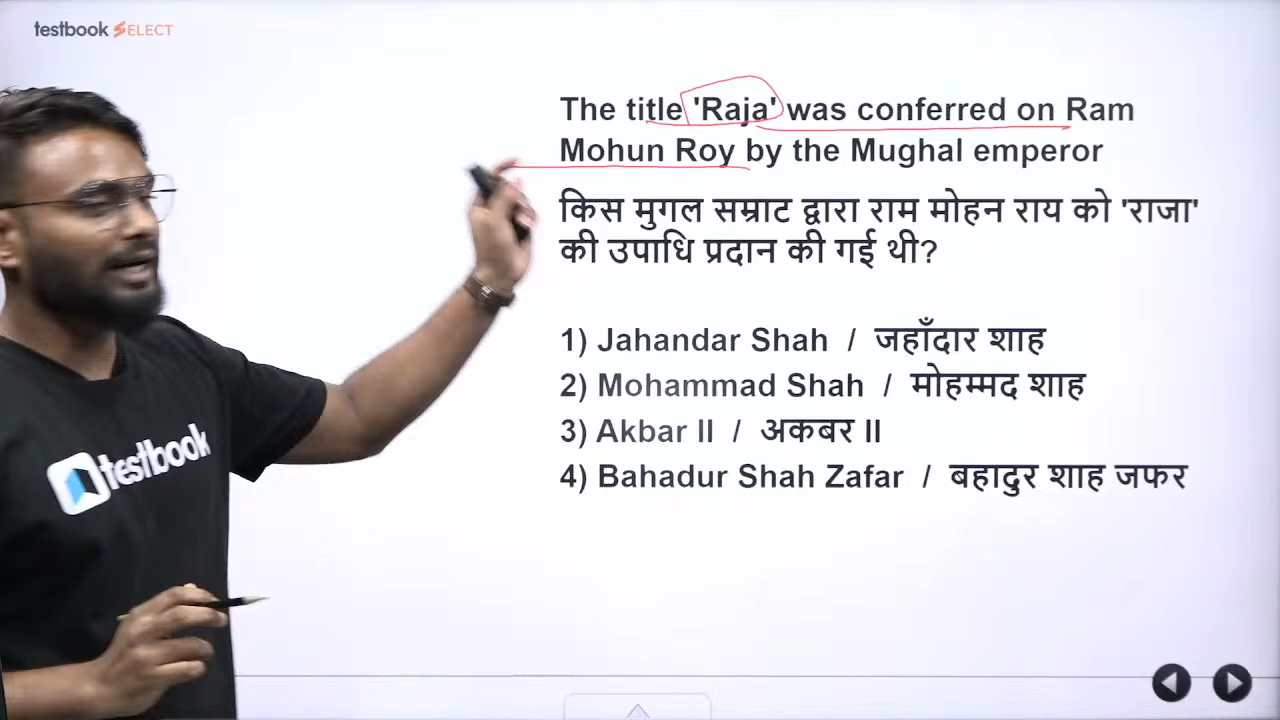 testbook SELECT
The title 'Raja' was conferred on Ram
Mohun Roy by the Mughal emperor
किस मुगल सम्राट द्वारा राम मोहन राय को 'राजा'
की उपाधि प्रदान की गई थी?
1) Jahandar Shah / जहाँदार शाह
2) Mohammad Shah / मोहम्मद शाह
3) Akbar II / अकबर II
4) Bahadur Shah Zafar / बहादुर शाह जफर
testbook